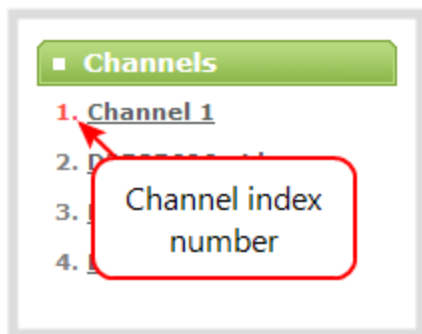 Channels
1. Channel 1
2.
3.
4.
Channel index
number